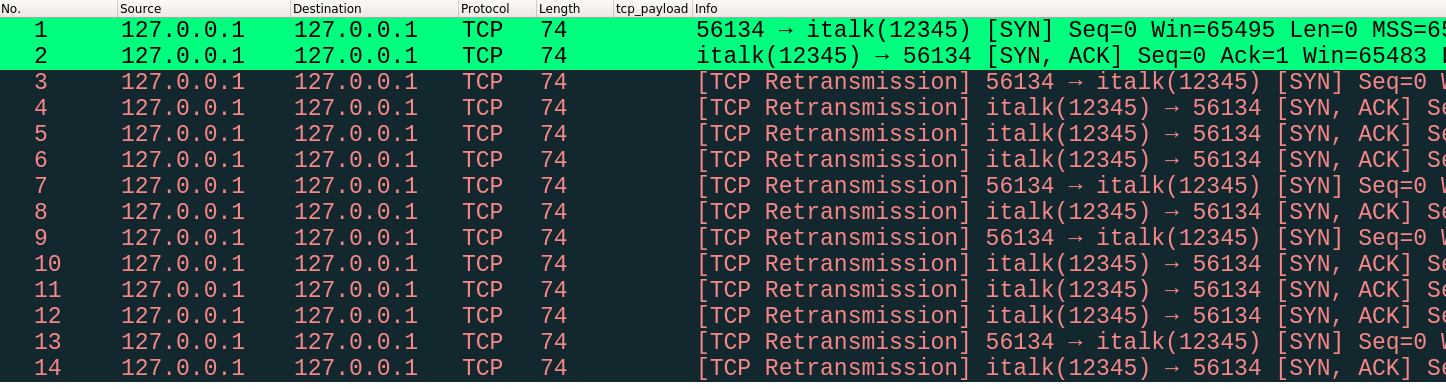 No. Source Destination Protocol Length tcp_payload Info
1 127.0.0.1 127.0.0.1 TCP 74 56134 → italk(12345) [SYN] Seq=0 Win=65495 Len=0 MSS=65
2 127.0.0.1 127.0.0.1 TCP 74 italk(12345) → 56134 [SYN, ACK] Seq=0 Ack=1 Win=65483
3 127.0.0.1 127.0.0.1 TCP 74 [TCP Retransmission] 56134 → italk(12345) [SYN] Seq=0
4 127.0.0.1 127.0.0.1 TCP 74 [TCP Retransmission] italk(12345) → 56134 [SYN, ACK] Se
5 127.0.0.1 127.0.0.1 TCP 74 [TCP Retransmission] italk(12345) → 56134 [SYN, ACK] Se
6 127.0.0.1 127.0.0.1 TCP 74 [TCP Retransmission] italk(12345) → 56134 [SYN, ACK] Se
7 127.0.0.1 127.0.0.1 TCP 74 [TCP Retransmission] 56134 → italk(12345) [SYN] Seq=0
8 127.0.0.1 127.0.0.1 TCP 74 [TCP Retransmission] italk(12345) → 56134 [SYN, ACK] Se
9 127.0.0.1 127.0.0.1 TCP 74 [TCP Retransmission] 56134 → italk(12345) [SYN] Seq=0
10 127.0.0.1 127.0.0.1 TCP 74 [TCP Retransmission] italk(12345) → 56134 [SYN, ACK] Se
11 127.0.0.1 127.0.0.1 TCP 74 [TCP Retransmission] italk(12345) → 56134 [SYN, ACK] Se
12 127.0.0.1 127.0.0.1 TCP 74 [TCP Retransmission] italk(12345) → 56134 [SYN, ACK] Se
13 127.0.0.1 127.0.0.1 TCP 74 [TCP Retransmission] 56134 → italk(12345) [SYN] Seq=0
14 127.0.0.1 127.0.0.1 TCP 74 [TCP Retransmission] italk(12345) → 56134 [SYN, ACK] Se